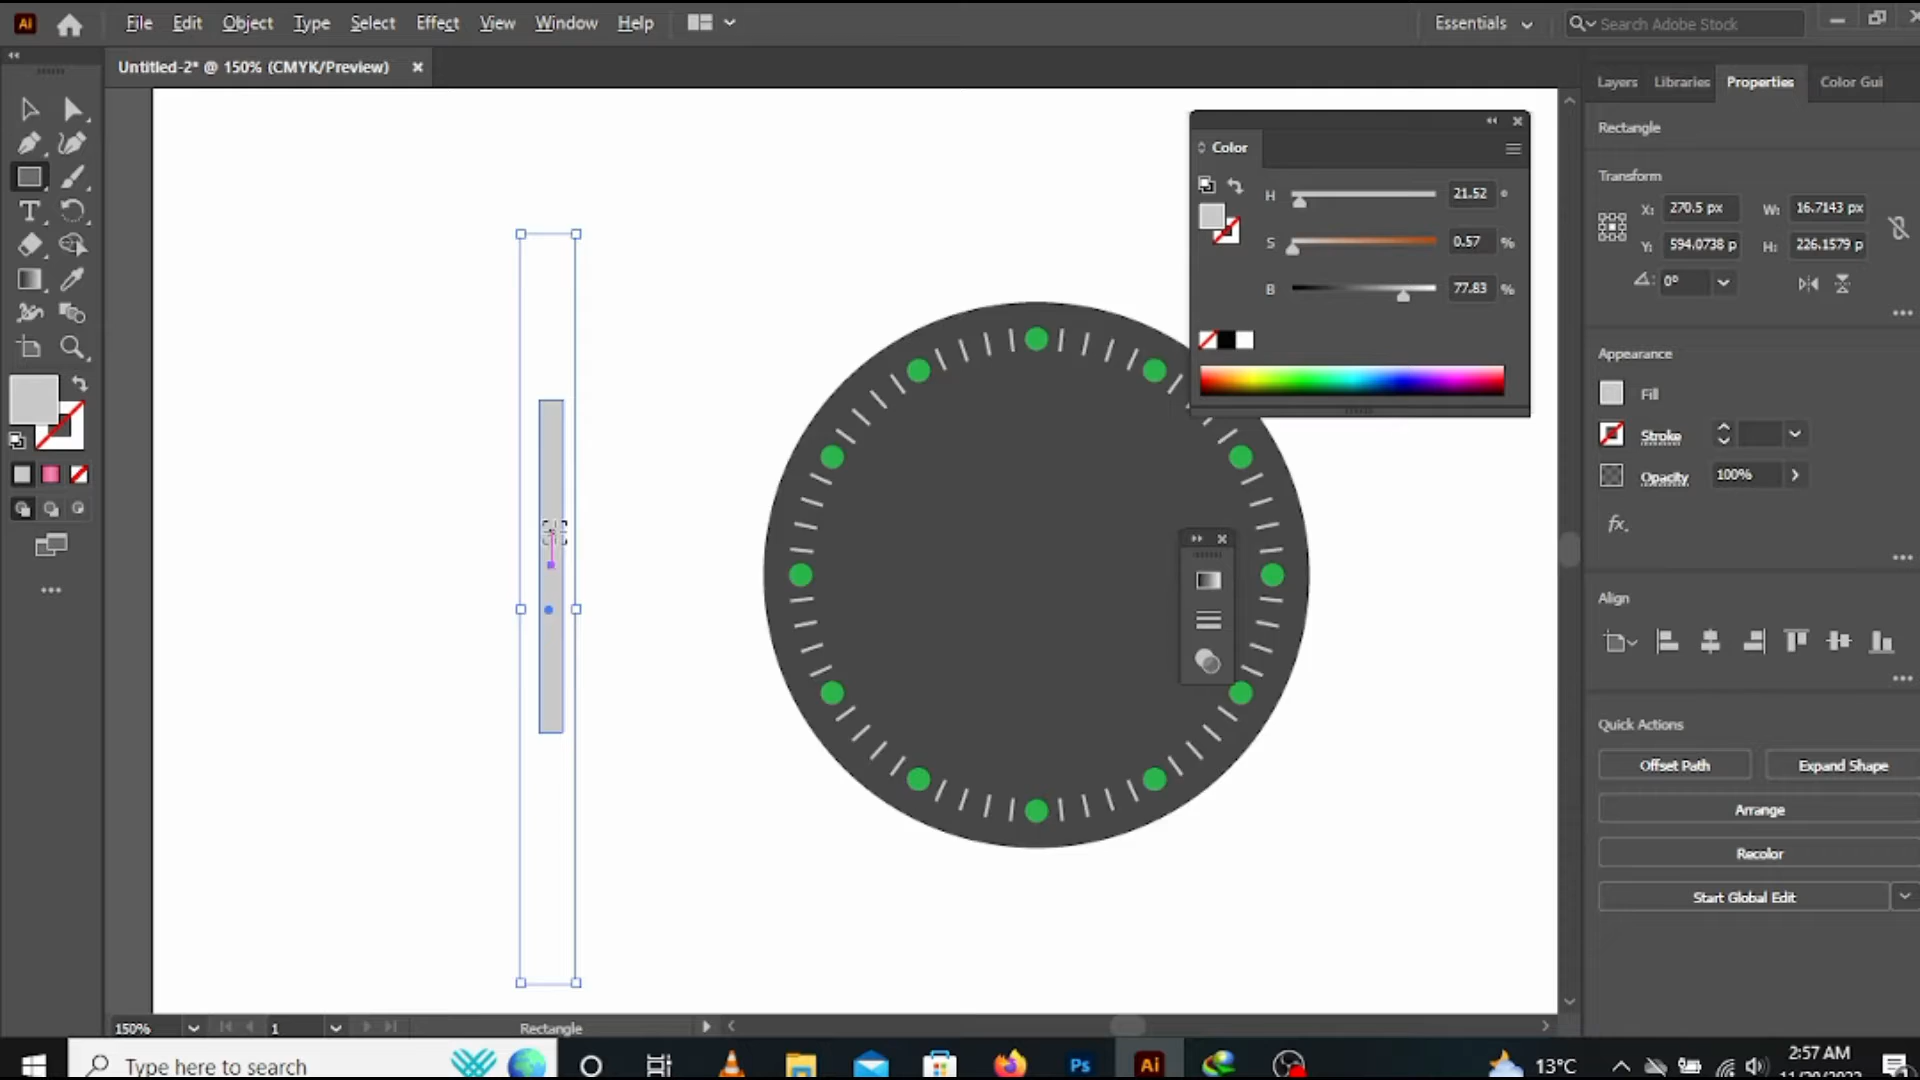 Ai File Edit Object Type Select Effect View Window Help Essentials Search Adobe Stock
Untitled-2* @ 150% (CMYK/Preview)
Layers Libraries Properties Color Gui
Rectangle
Transform
X: 270.5 px W: 16.7143 px
Y: 594.0738 p H: 226.1579 p
0°
Appearance
Fill
Stroke
Opacity 100%
fx.
Align
Quick Actions
Offset Path Expand Shape
Arrange
Recolor
Start Global Edit
Color
H 21.52 °
S 0.57 %
B 77.83 %
150% 1 Rectangle
Type here to search Ps Ai 13°C 2:57 AM